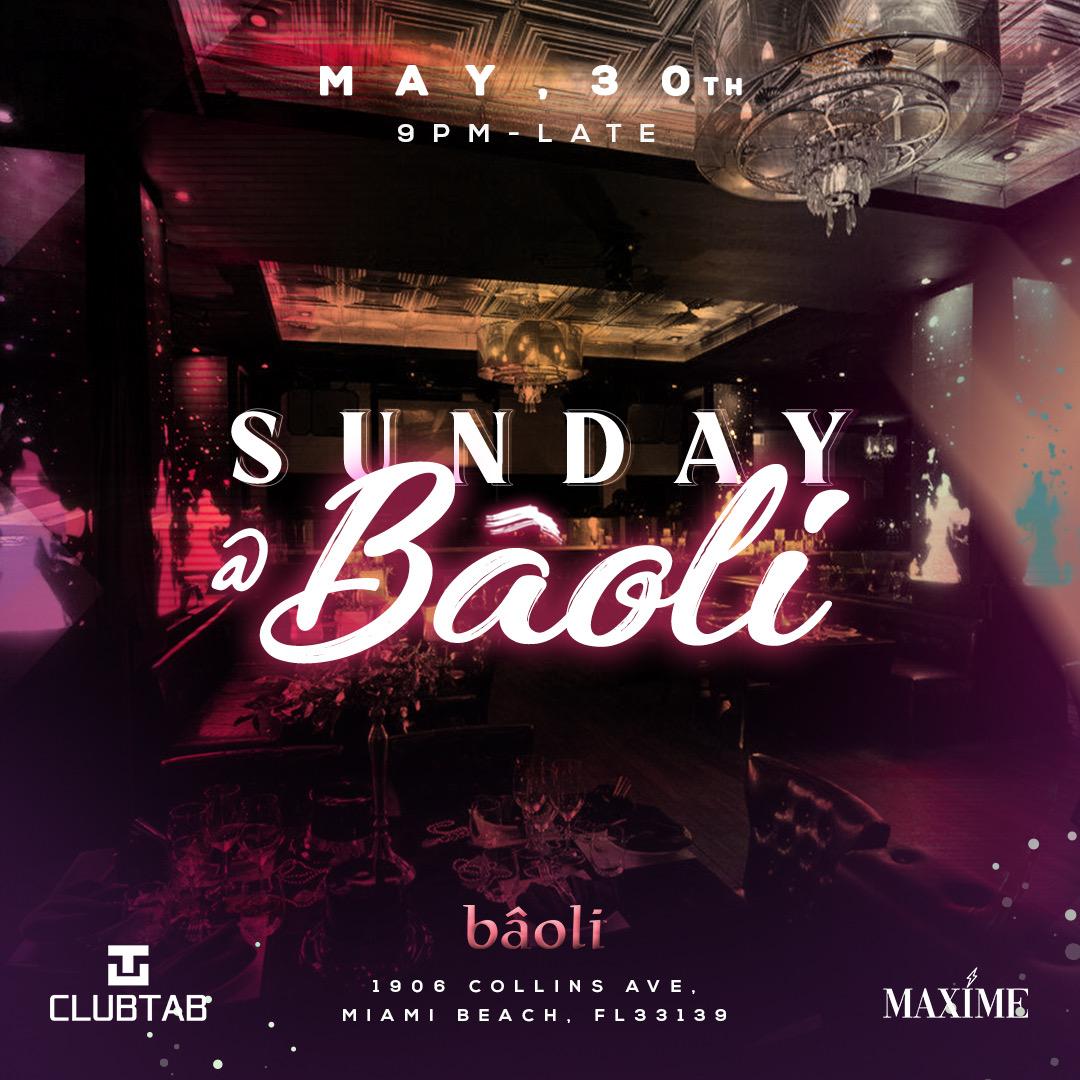 MAY, 30TH
9PM-LATE
SUNDAY
@ Baoli
bâoli
1906 COLLINS AVE,
MIAMI BEACH, FL33139
CLUBTAB
MAXIME